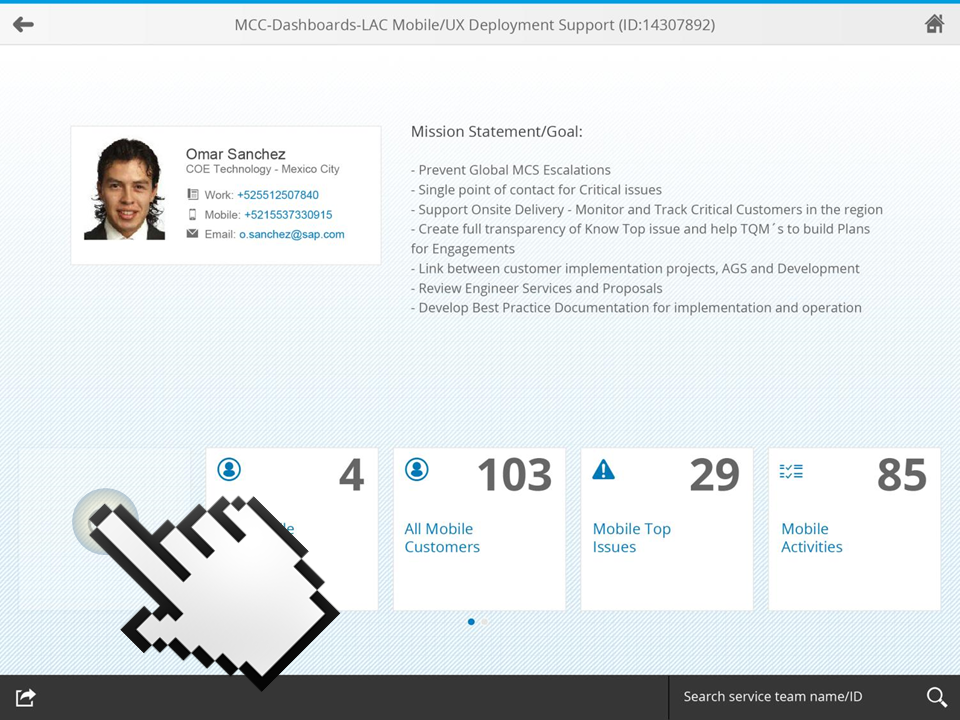 MCC-Dashboards-LAC Mobile/UX Deployment Support (ID:14307892)
Omar Sanchez
COE Technology - Mexico City
Work: +525512507840
Mobile: +5215537330915
Email: o.sanchez@sap.com
Mission Statement/Goal:
- Prevent Global MCS Escalations
- Single point of contact for Critical issues
- Support Onsite Delivery - Monitor and Track Critical Customers in the region
- Create full transparency of Know Top issue and help TQM´s to build Plans
for Engagements
- Link between customer implementation projects, AGS and Development
- Review Engineer Services and Proposals
- Develop Best Practice Documentation for implementation and operation
4
103
All Mobile
Customers
29
Mobile Top
Issues
85
Mobile
Activities
Search service team name/ID